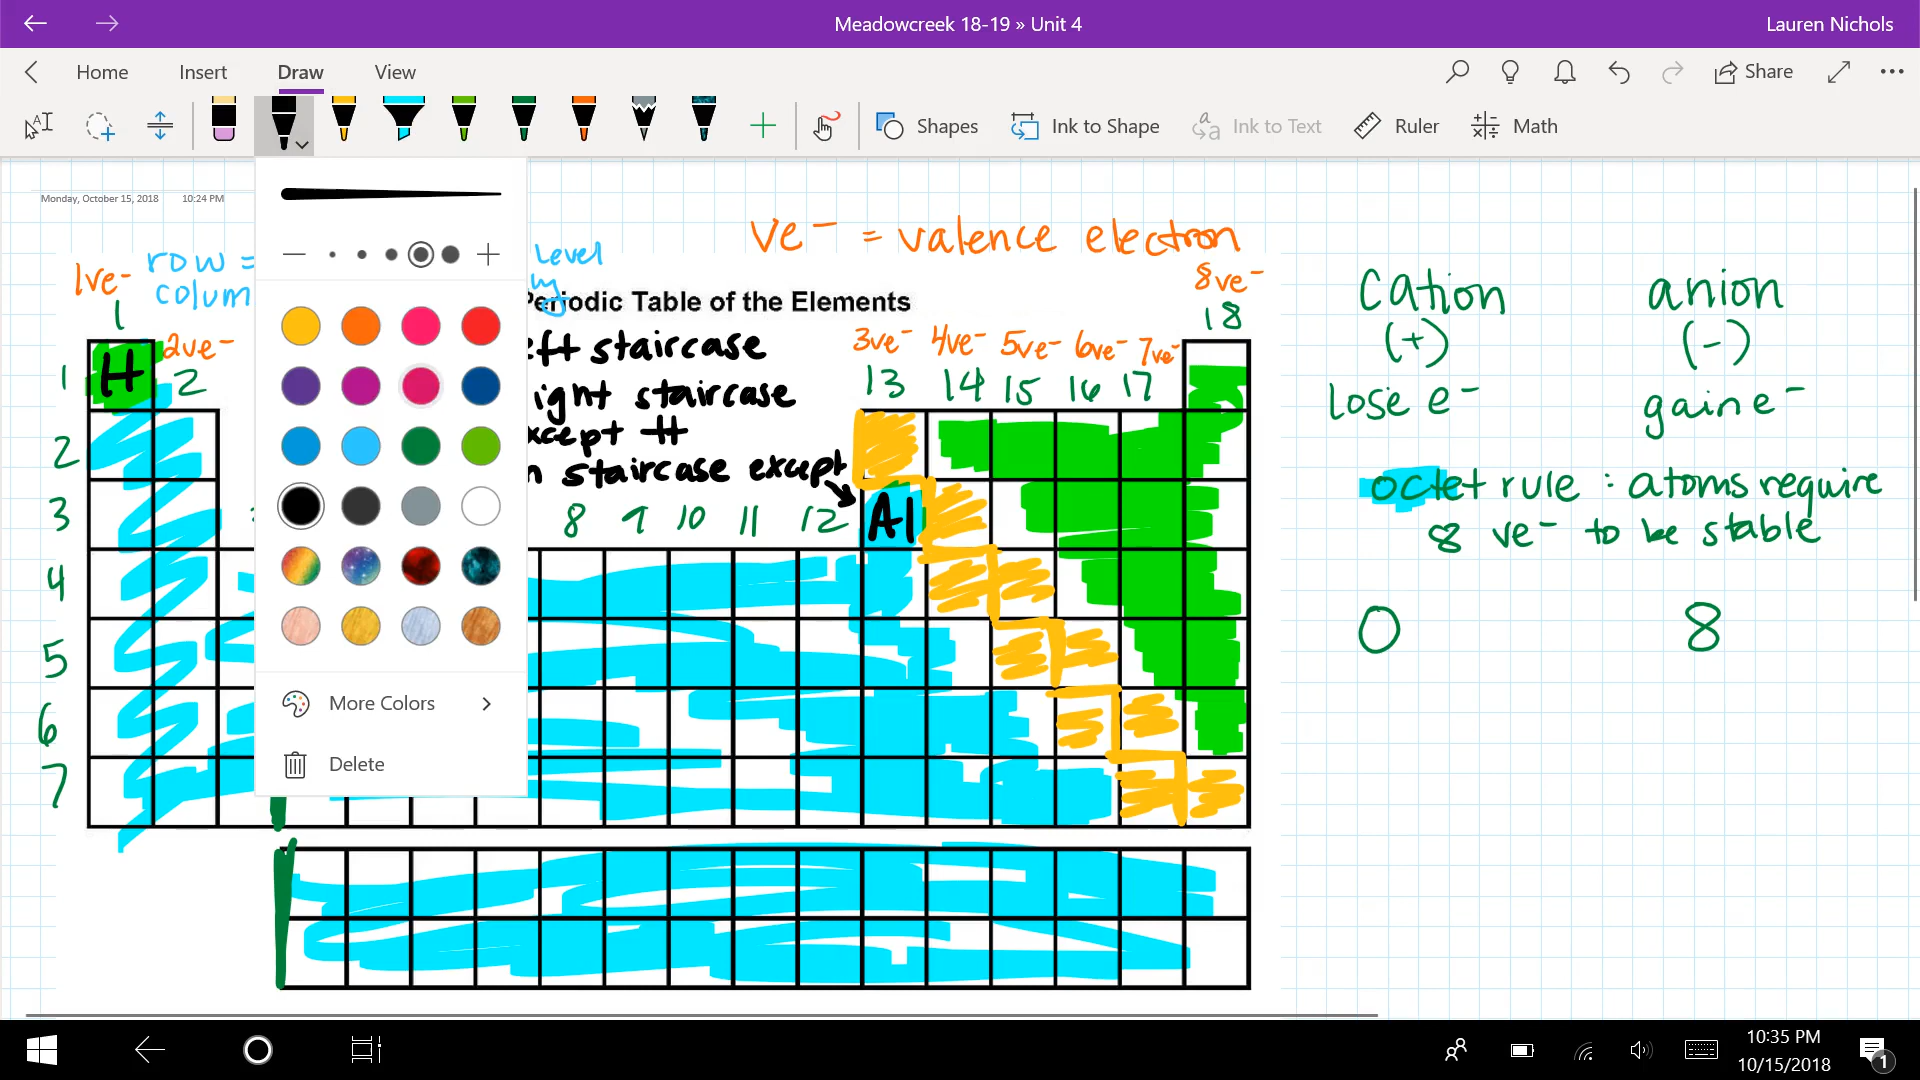 Meadowcreek 18-19 » Unit 4
Lauren Nichols
Home Insert Draw View
Share
Shapes Ink to Shape Ink to Text Ruler Math
Monday, October 15, 2018 10:24 PM
ve⁻ = valence electron
row = level
colum
1ve⁻
8ve⁻
1
18
Periodic Table of the Elements
eft staircase
ight staircase
xcept H
n staircase except
2ve⁻
2
3ve⁻ 4ve⁻ 5ve⁻ 6ve⁻ 7ve⁻
13 14 15 16 17
1 H
2
3
8 9 10 11 12 Al
4
5
6
7
More Colors
Delete
Cation anion
(+) (-)
lose e⁻ gain e⁻
octet rule : atoms require
8 ve⁻ to be stable
0 8
10:35 PM
10/15/2018
1